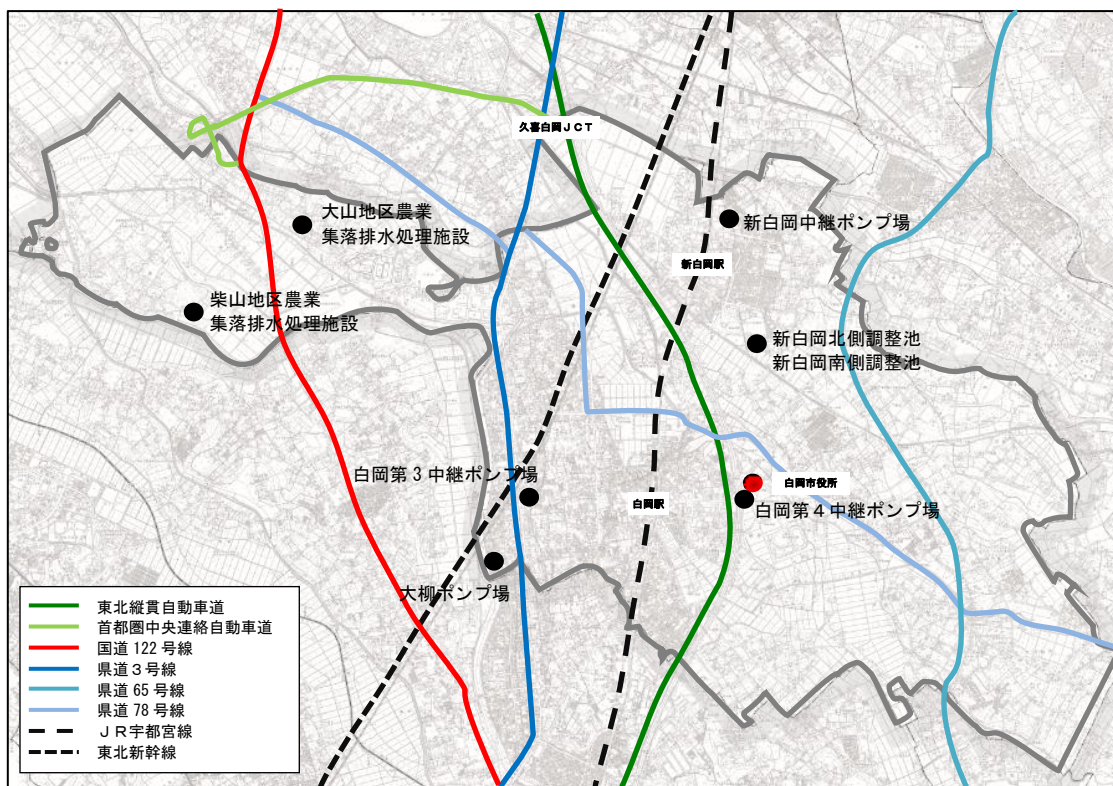 久喜白岡ＪＣＴ
大山地区農業
集落排水処理施設
新白岡中継ポンプ場
新白岡駅
柴山地区農業
集落排水処理施設
新白岡北側調整池
新白岡南側調整池
白岡第３中継ポンプ場
白岡駅
白岡市役所
白岡第４中継ポンプ場
大柳ポンプ場
東北縦貫自動車道
首都圏中央連絡自動車道
国道 122 号線
県道３号線
県道 65 号線
県道 78 号線
ＪＲ宇都宮線
東北新幹線